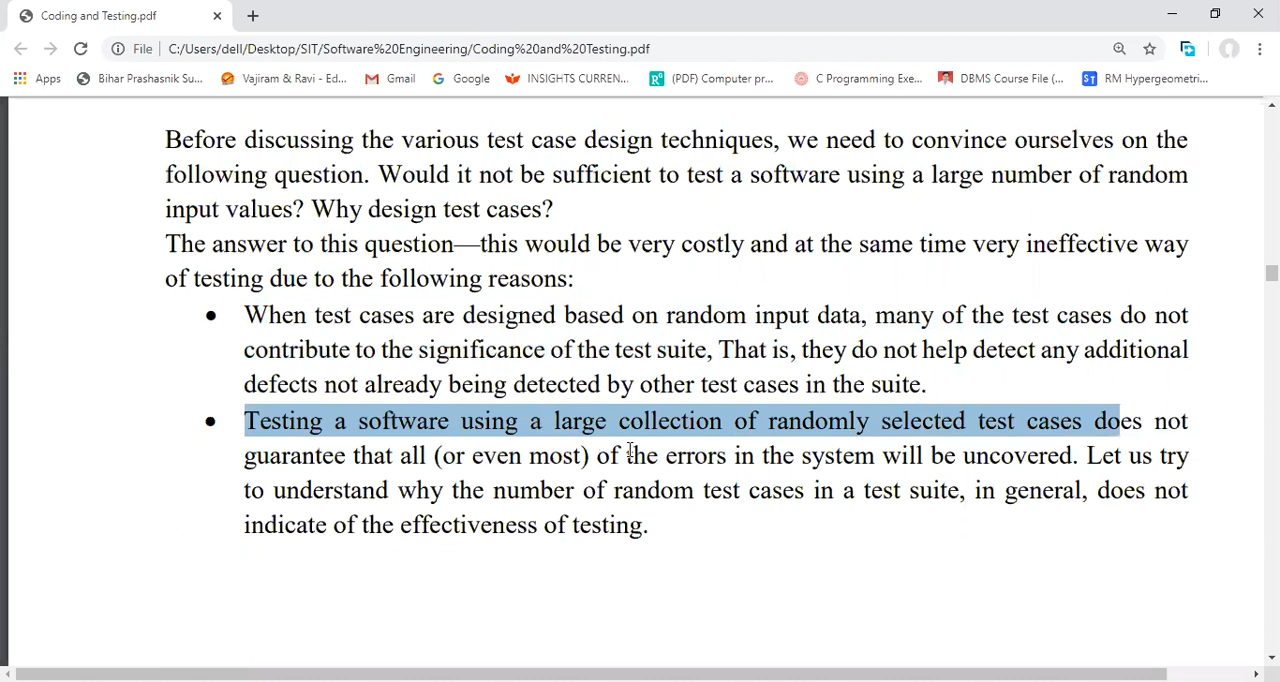 Coding and Testing.pdf
File C:/Users/dell/Desktop/SIT/Software%20Engineering/Coding%20and%20Testing.pdf
Apps Bihar Prashasnik Su... Vajiram & Ravi - Ed... Gmail Google INSIGHTS CURREN... (PDF) Computer pr... C Programming Exe... DBMS Course File (... RM Hypergeometri...
Before discussing the various test case design techniques, we need to convince ourselves on the
following question. Would it not be sufficient to test a software using a large number of random
input values? Why design test cases?
The answer to this question—this would be very costly and at the same time very ineffective way
of testing due to the following reasons:
• When test cases are designed based on random input data, many of the test cases do not
contribute to the significance of the test suite, That is, they do not help detect any additional
defects not already being detected by other test cases in the suite.
• Testing a software using a large collection of randomly selected test cases does not
guarantee that all (or even most) of the errors in the system will be uncovered. Let us try
to understand why the number of random test cases in a test suite, in general, does not
indicate of the effectiveness of testing.